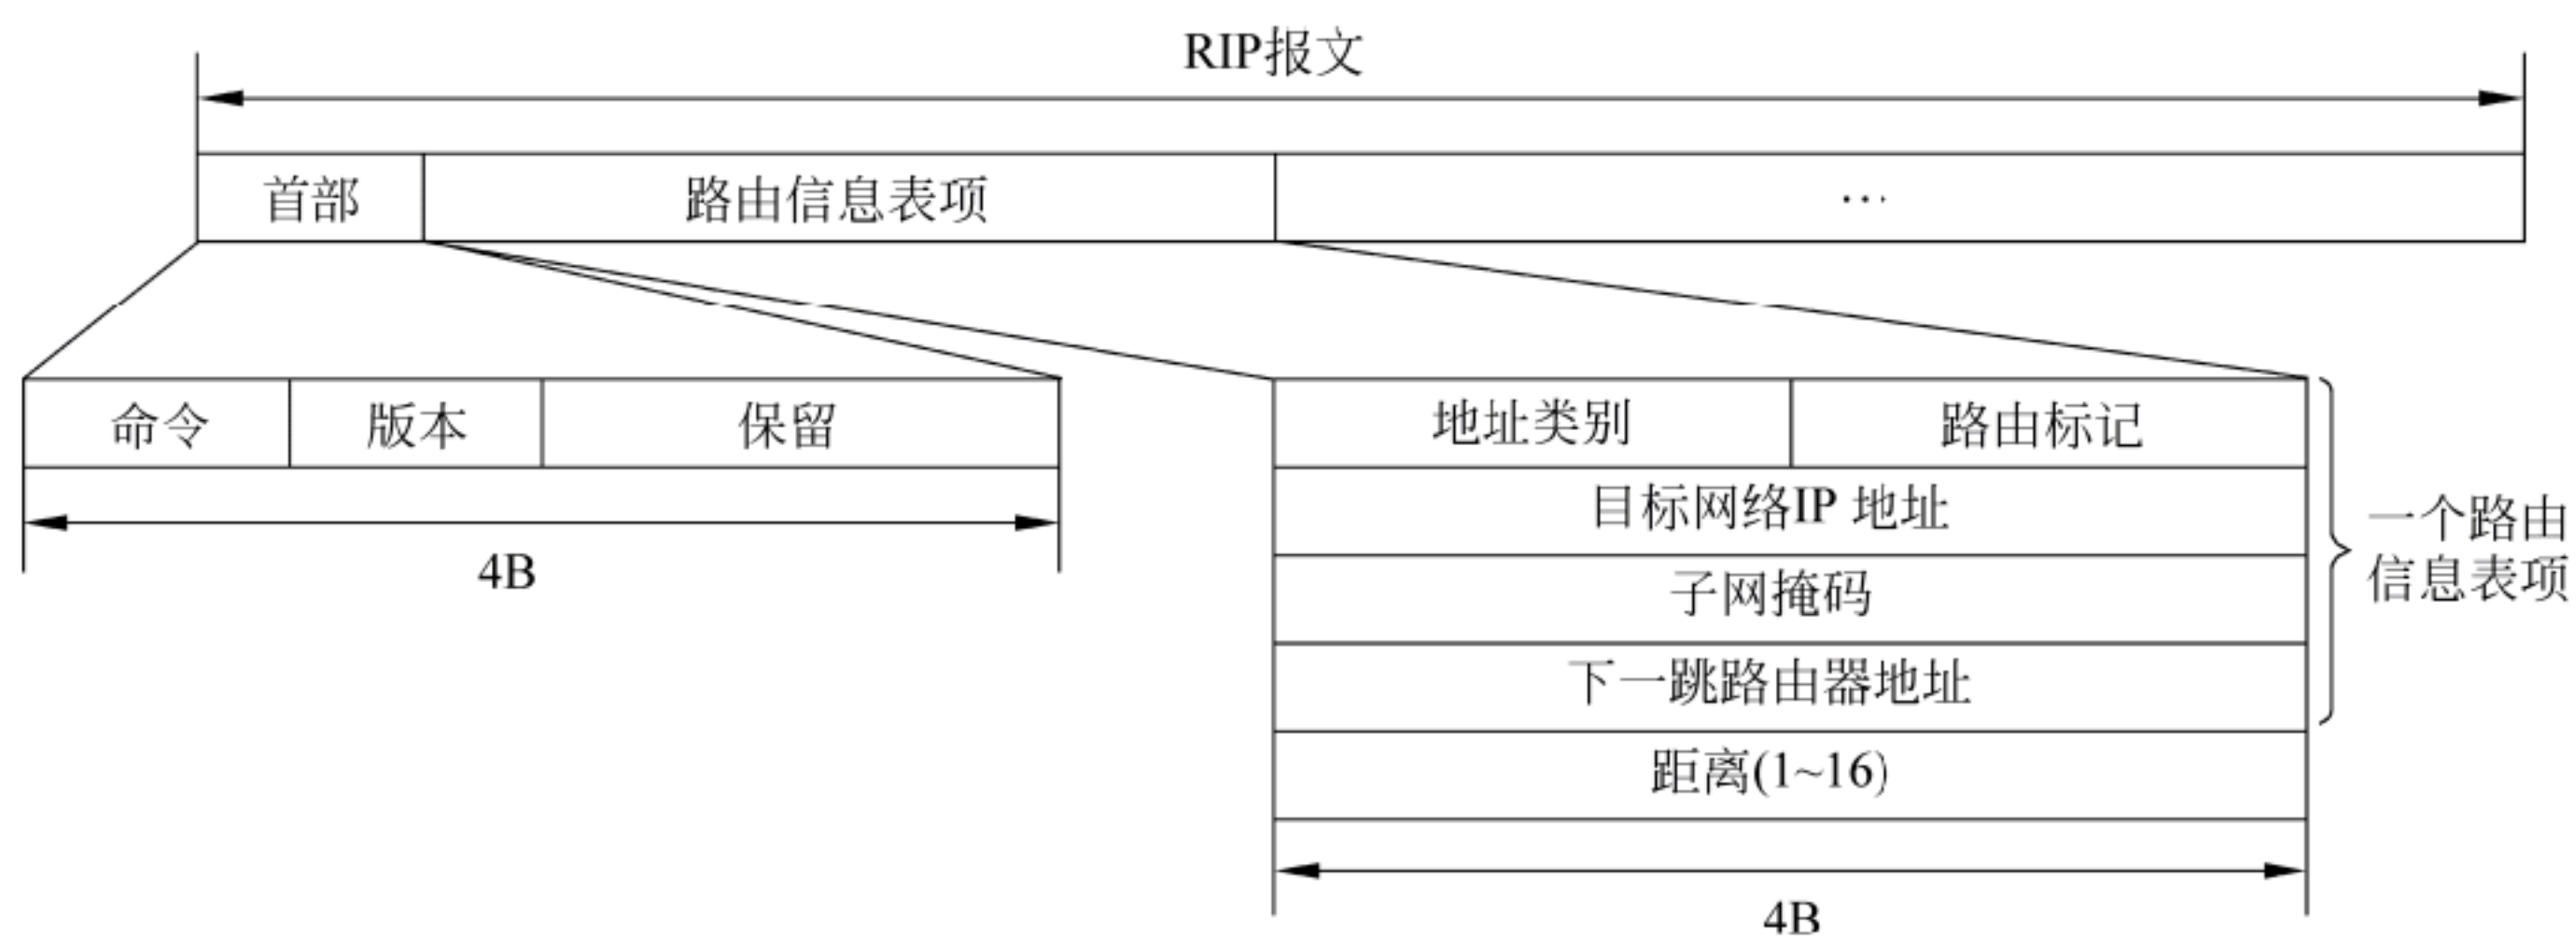 RIP报文
首部
路由信息表项
…
命令
版本
保留
4B
地址类别
路由标记
目标网络IP 地址
子网掩码
下一跳路由器地址
距离(1~16)
一个路由
信息表项
4B